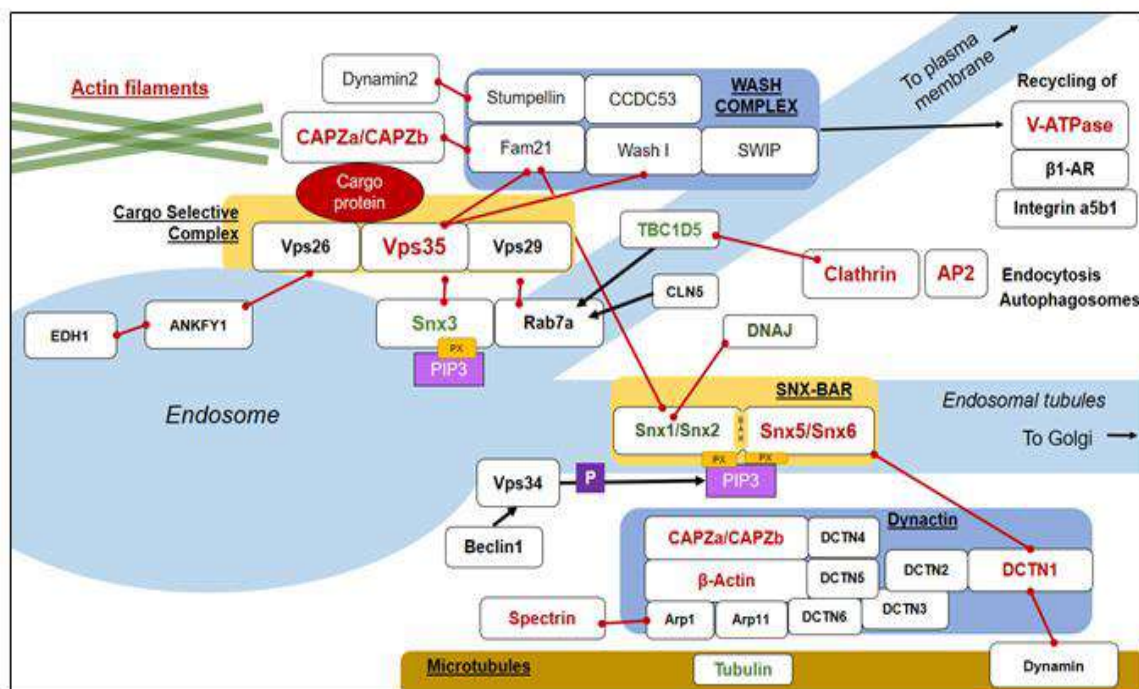 Actin filaments
Dynamin2
Stumpellin
CCDC53
WASH
COMPLEX
CAPZa/CAPZb
Fam21
Wash I
SWIP
To plasma
membrane
Recycling of
V-ATPase
β1-AR
Integrin a5b1
Cargo
protein
Cargo Selective
Complex
Vps26
Vps35
Vps29
TBC1D5
CLN5
Clathrin
AP2
Endocytosis
Autophagosomes
EDH1
ANKFY1
Snx3
Rab7a
PX
PIP3
DNAJ
Endosome
SNX-BAR
Snx1/Snx2
BAR
Snx5/Snx6
PX
PX
PIP3
Endosomal tubules
To Golgi
Vps34
P
Beclin1
Dynactin
CAPZa/CAPZb
DCTN4
β-Actin
DCTN5
DCTN2
DCTN1
Spectrin
Arp1
Arp11
DCTN6
DCTN3
Microtubules
Tubulin
Dynamin